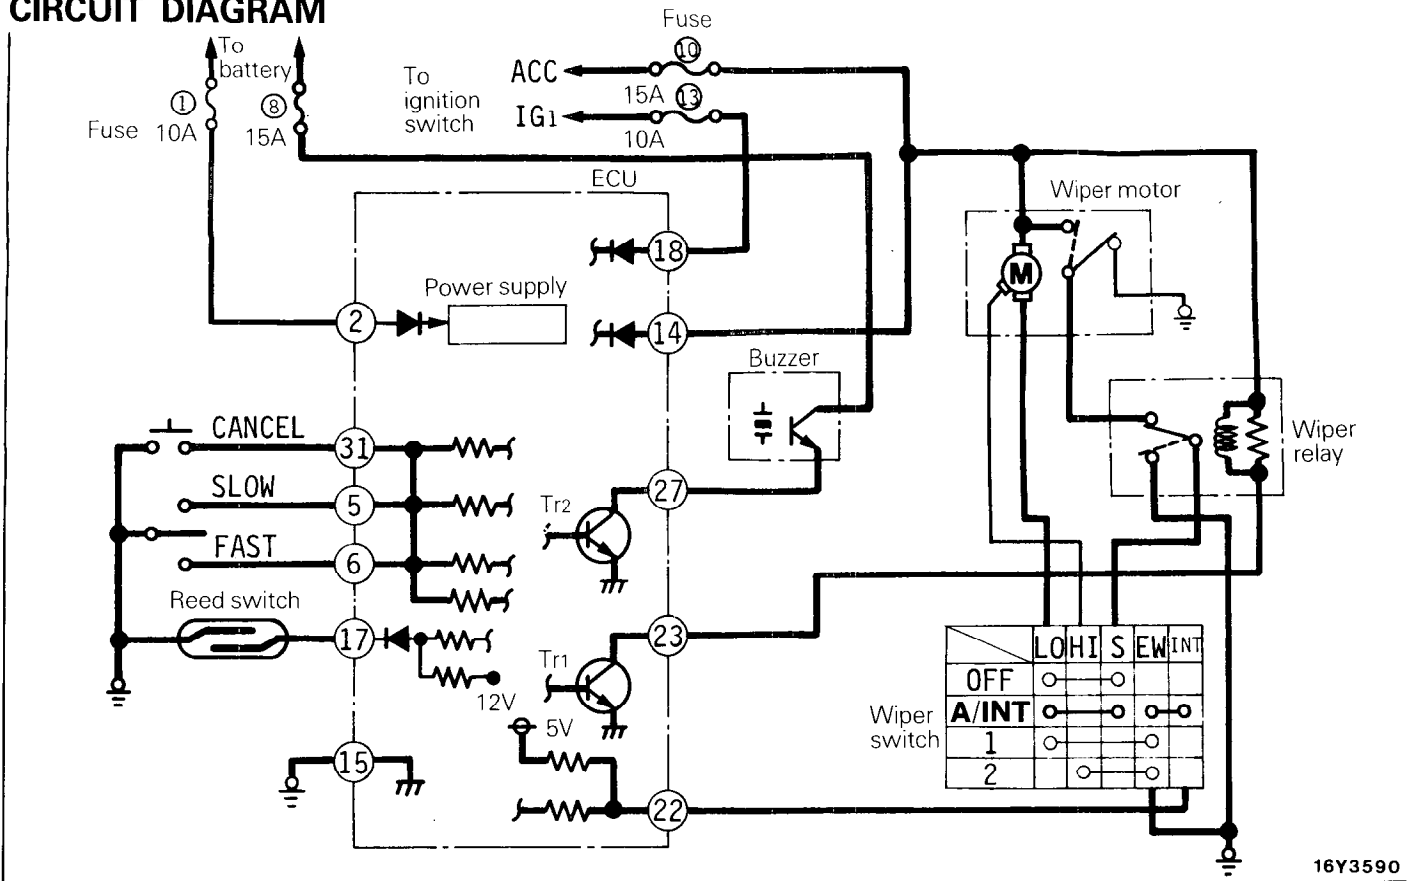 CIRCUIT DIAGRAM
Fuse
To
battery
To
ignition
switch
ACC
10
15A
13
IG1
10A
Fuse
1
10A
8
15A
ECU
Wiper motor
18
M
Power supply
2
14
Buzzer
CANCEL
31
Wiper
relay
SLOW
5
27
Tr2
FAST
6
Reed switch
17
23
Tr1
12V
5V
15
22
LO HI S EW INT
OFF
A/INT
1
2
Wiper
switch
16Y3590